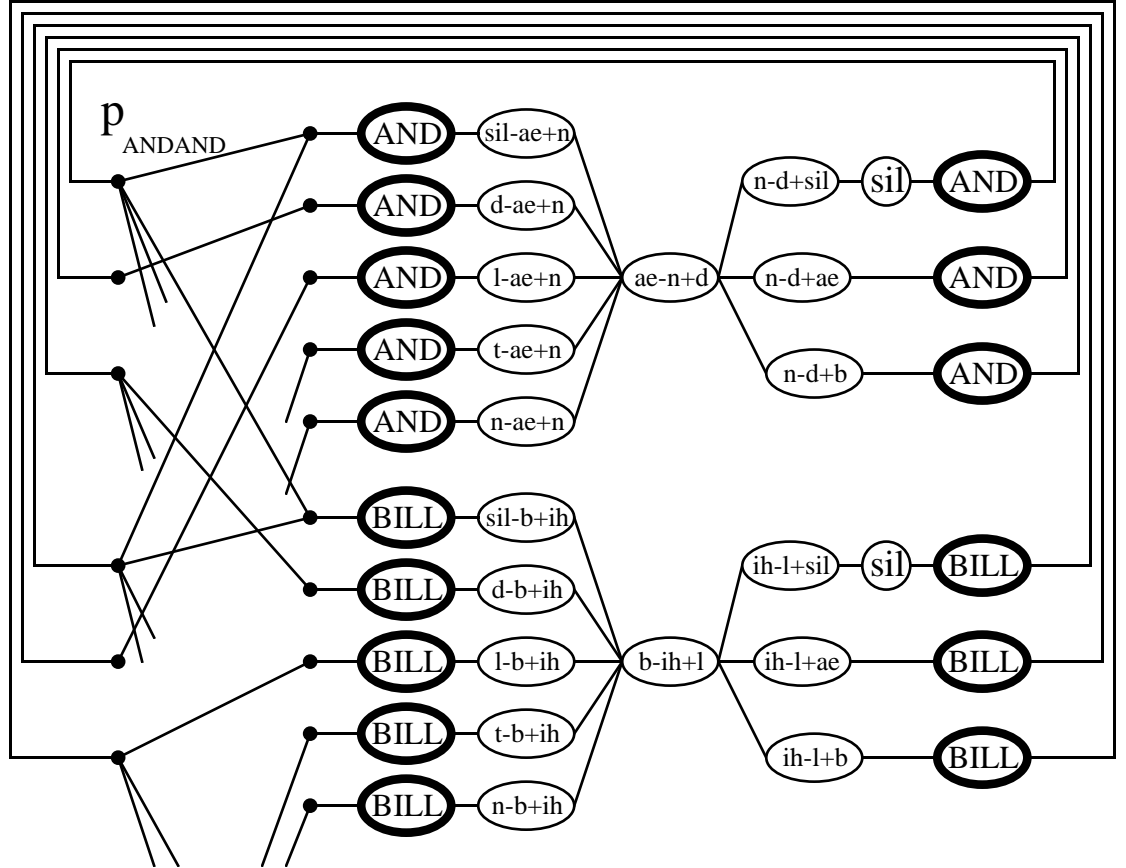 p ANDAND
AND sil-ae+n
n-d+sil sil AND
AND d-ae+n
AND l-ae+n ae-n+d n-d+ae AND
AND t-ae+n
n-d+b AND
AND n-ae+n
BILL sil-b+ih
ih-l+sil sil BILL
BILL d-b+ih
BILL l-b+ih b-ih+l ih-l+ae BILL
BILL t-b+ih
ih-l+b BILL
BILL n-b+ih